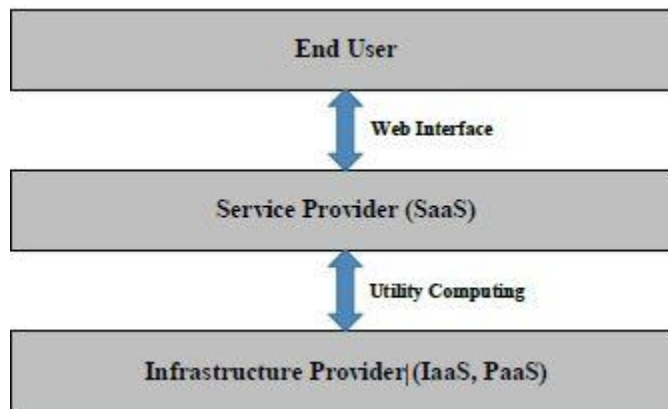 End User
Web Interface
Service Provider (SaaS)
Utility Computing
Infrastructure Provider (IaaS, PaaS)